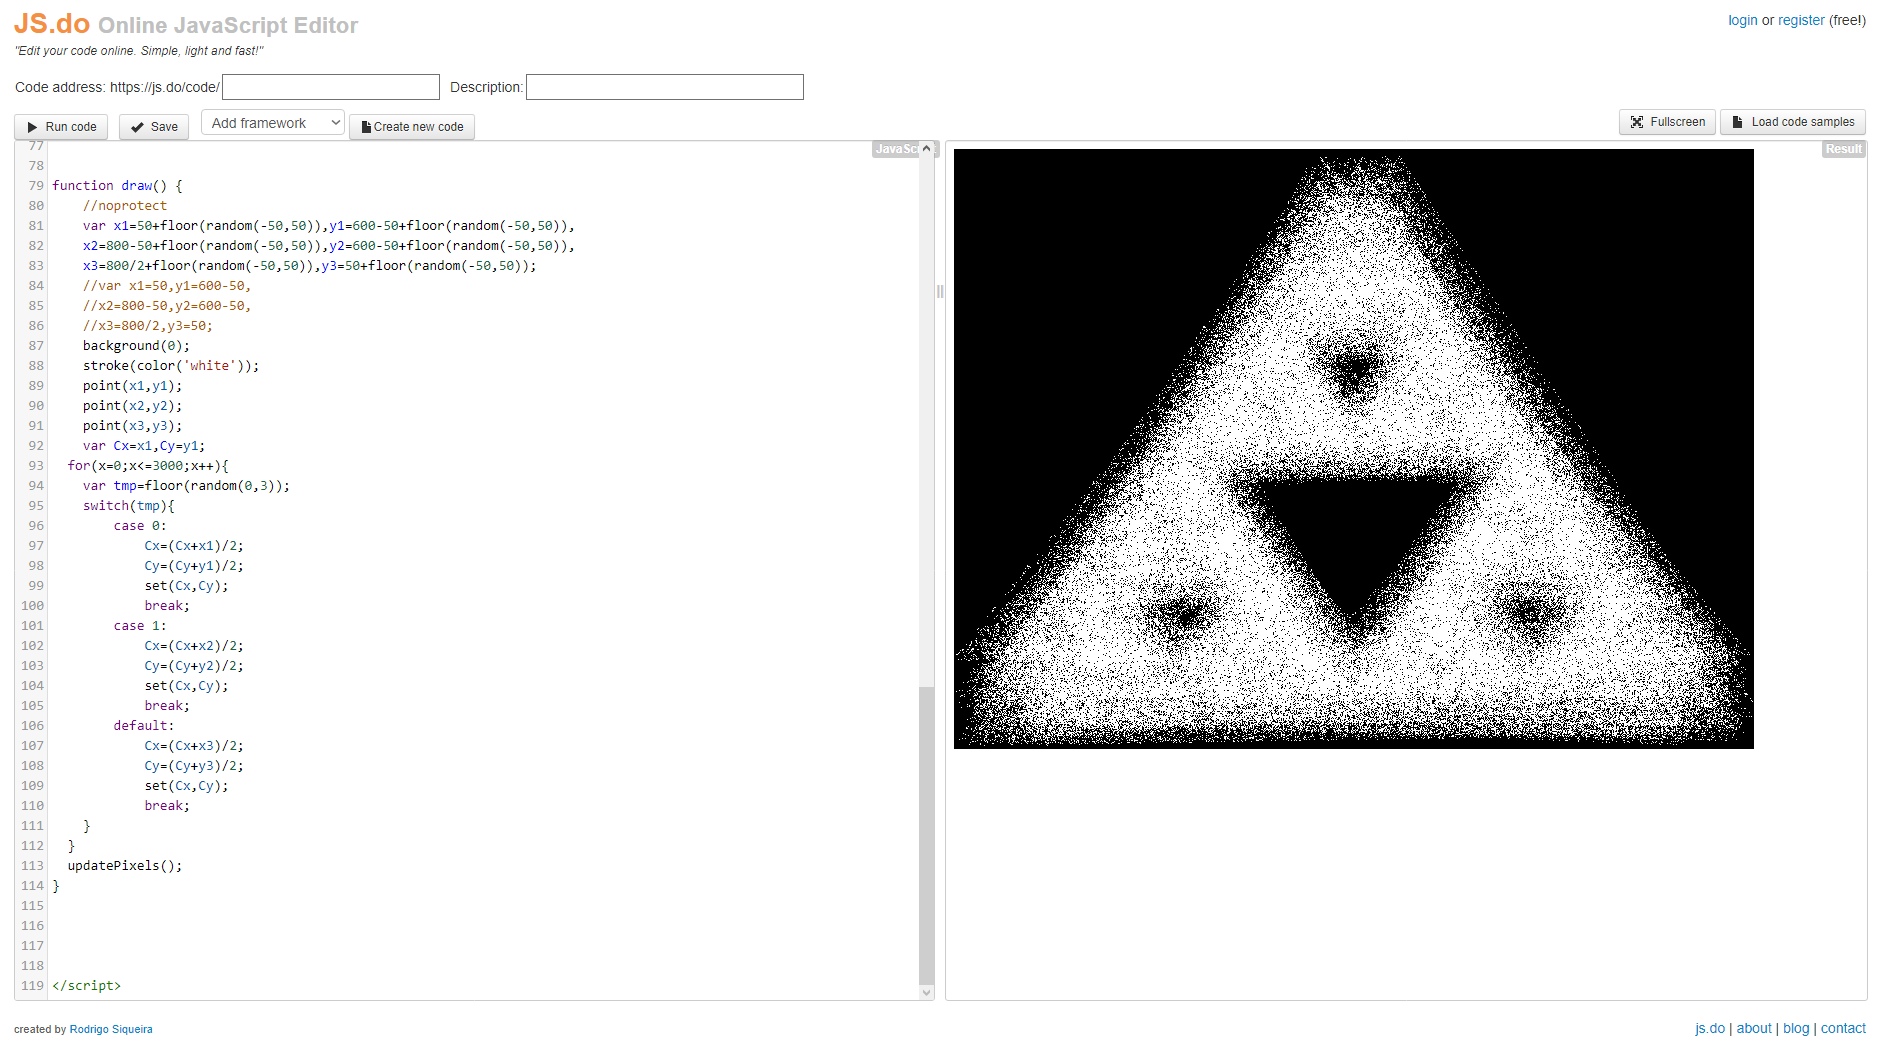 JS.do Online JavaScript Editor
login or register (free!)
"Edit your code online. Simple, light and fast!"
Code address: https://js.do/code/
Description:
Run code
Save
Add framework
Create new code
Fullscreen
Load code samples
JavaSc
Result
77
78
79 function draw() {
80 //noprotect
81 var x1=50+floor(random(-50,50)),y1=600-50+floor(random(-50,50)),
82 x2=800-50+floor(random(-50,50)),y2=600-50+floor(random(-50,50)),
83 x3=800/2+floor(random(-50,50)),y3=50+floor(random(-50,50));
84 //var x1=50,y1=600-50,
85 //x2=800-50,y2=600-50,
86 //x3=800/2,y3=50;
87 background(0);
88 stroke(color('white'));
89 point(x1,y1);
90 point(x2,y2);
91 point(x3,y3);
92 var Cx=x1,Cy=y1;
93 for(x=0;x<=3000;x++){
94 var tmp=floor(random(0,3));
95 switch(tmp){
96 case 0:
97 Cx=(Cx+x1)/2;
98 Cy=(Cy+y1)/2;
99 set(Cx,Cy);
100 break;
101 case 1:
102 Cx=(Cx+x2)/2;
103 Cy=(Cy+y2)/2;
104 set(Cx,Cy);
105 break;
106 default:
107 Cx=(Cx+x3)/2;
108 Cy=(Cy+y3)/2;
109 set(Cx,Cy);
110 break;
111 }
112 }
113 updatePixels();
114 }
115
116
117
118
119 </script>
created by Rodrigo Siqueira
js.do | about | blog | contact